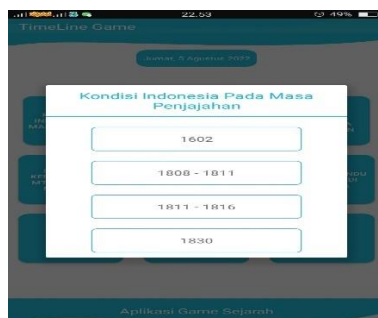 22.53
49%
TimeLine Game
Jumat, 5 Agustus 2022
Kondisi Indonesia Pada Masa
Penjajahan
1602
1808 - 1811
1811 - 1816
1830
Aplikasi Game Sejarah